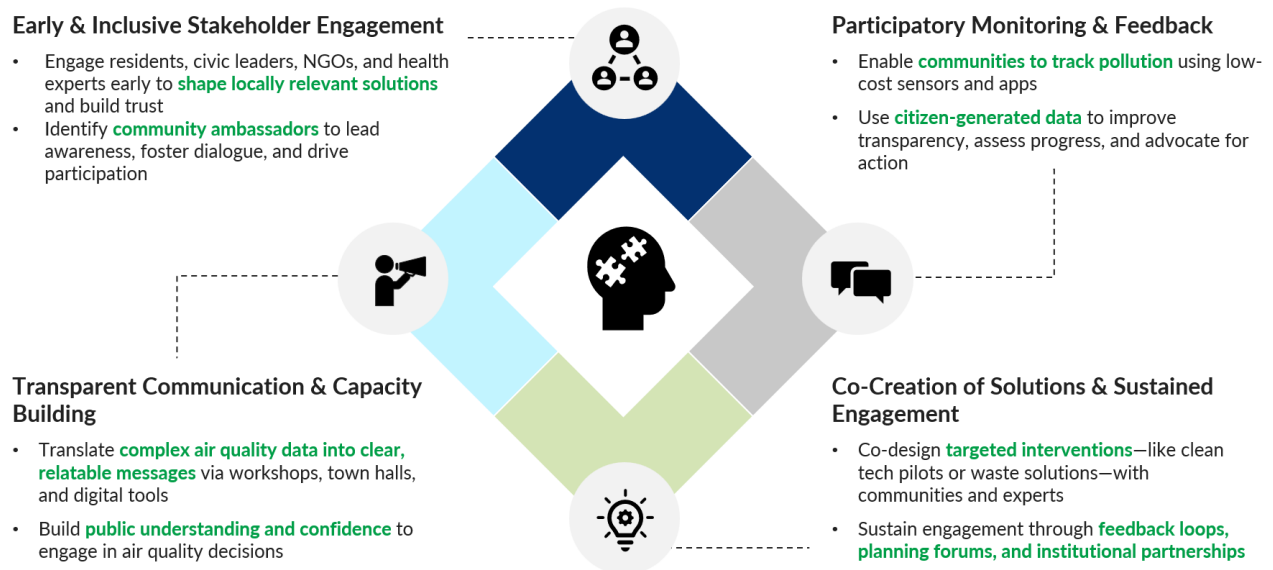 Early & Inclusive Stakeholder Engagement
• Engage residents, civic leaders, NGOs, and health
experts early to shape locally relevant solutions
and build trust
• Identify community ambassadors to lead
awareness, foster dialogue, and drive
participation
Participatory Monitoring & Feedback
• Enable communities to track pollution using low-
cost sensors and apps
• Use citizen-generated data to improve
transparency, assess progress, and advocate for
action
Transparent Communication & Capacity
Building
• Translate complex air quality data into clear,
relatable messages via workshops, town halls,
and digital tools
• Build public understanding and confidence to
engage in air quality decisions
Co-Creation of Solutions & Sustained
Engagement
• Co-design targeted interventions—like clean
tech pilots or waste solutions—with
communities and experts
• Sustain engagement through feedback loops,
planning forums, and institutional partnerships